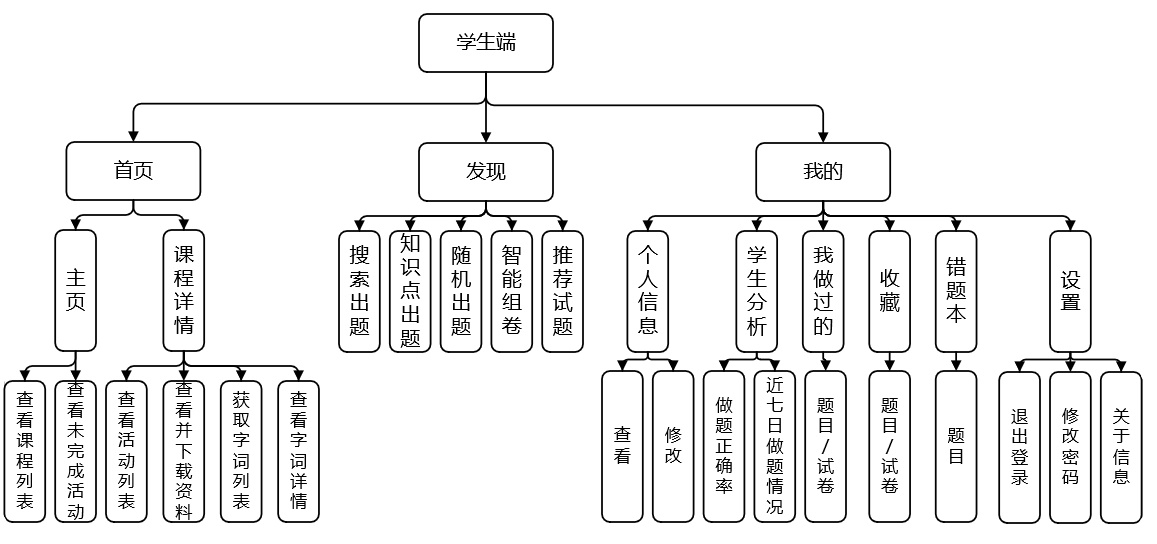 学生端
首页
发现
我的
主页
课程详情
搜索出题
知识点出题
随机出题
智能组卷
推荐试题
个人信息
学生分析
我做过的
收藏
错题本
设置
查看课程列表
查看未完成活动
查看活动列表
查看并下载资料
获取字词列表
查看字词详情
查看
修改
做题正确率
近七日做题情况
题目/试卷
题目/试卷
题目
退出登录
修改密码
关于信息